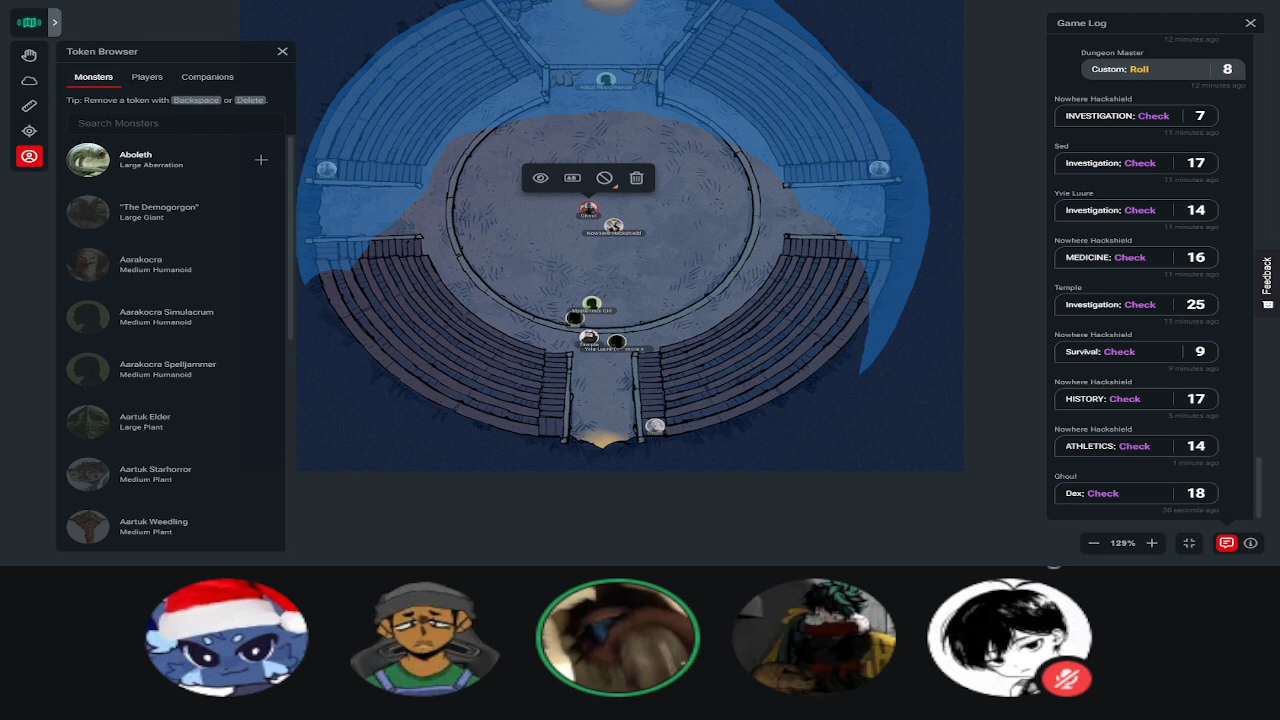 Token Browser
Monsters
Players
Companions
Tip: Remove a token with Backspace or Delete.
Search Monsters
Aboleth
Large Aberration
"The Demogorgon"
Large Giant
Aarakocra
Medium Humanoid
Aarakocra Simulacrum
Medium Humanoid
Aarakocra Spelljammer
Medium Humanoid
Aartuk Elder
Large Plant
Aartuk Starhorror
Medium Plant
Aartuk Weedling
Medium Plant
AB
Ghoul
Nowhere Hackshield
Temple
Yvie Luure
Game Log
12 minutes ago
Dungeon Master
Custom: Roll
8
12 minutes ago
Nowhere Hackshield
INVESTIGATION: Check
7
11 minutes ago
Sed
Investigation: Check
17
11 minutes ago
Yvie Luure
Investigation: Check
14
11 minutes ago
Nowhere Hackshield
MEDICINE: Check
16
11 minutes ago
Temple
Investigation: Check
25
11 minutes ago
Nowhere Hackshield
Survival: Check
9
9 minutes ago
Nowhere Hackshield
HISTORY: Check
17
5 minutes ago
Nowhere Hackshield
ATHLETICS: Check
14
1 minute ago
Ghoul
Dex: Check
18
36 seconds ago
129%
Feedback